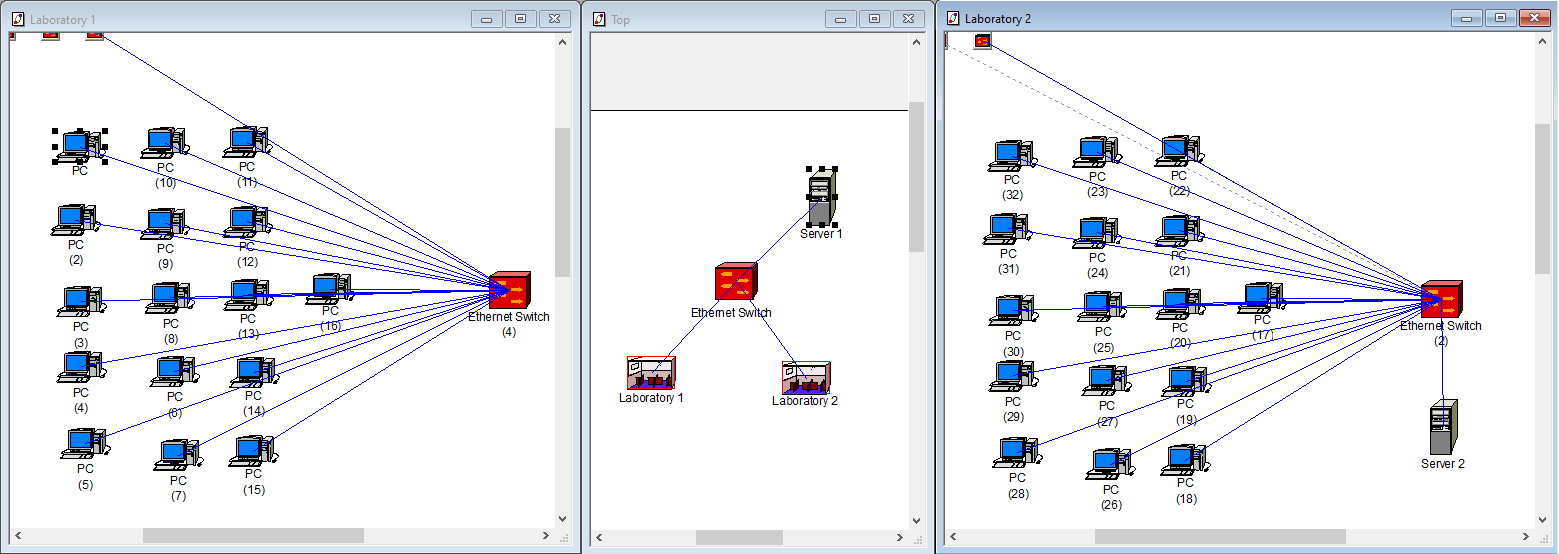 Laboratory 1
PC
PC
(10)
PC
(11)
PC
(2)
PC
(9)
PC
(12)
PC
(3)
PC
(8)
PC
(13)
PC
(16)
Ethernet Switch
(4)
PC
(4)
PC
(6)
PC
(14)
PC
(5)
PC
(7)
PC
(15)
Top
Server 1
Ethernet Switch
Laboratory 1
Laboratory 2
Laboratory 2
PC
(32)
PC
(23)
PC
(22)
PC
(31)
PC
(24)
PC
(21)
PC
(30)
PC
(25)
PC
(20)
PC
(17)
Ethernet Switch
(2)
PC
(29)
PC
(27)
PC
(19)
PC
(28)
PC
(26)
PC
(18)
Server 2